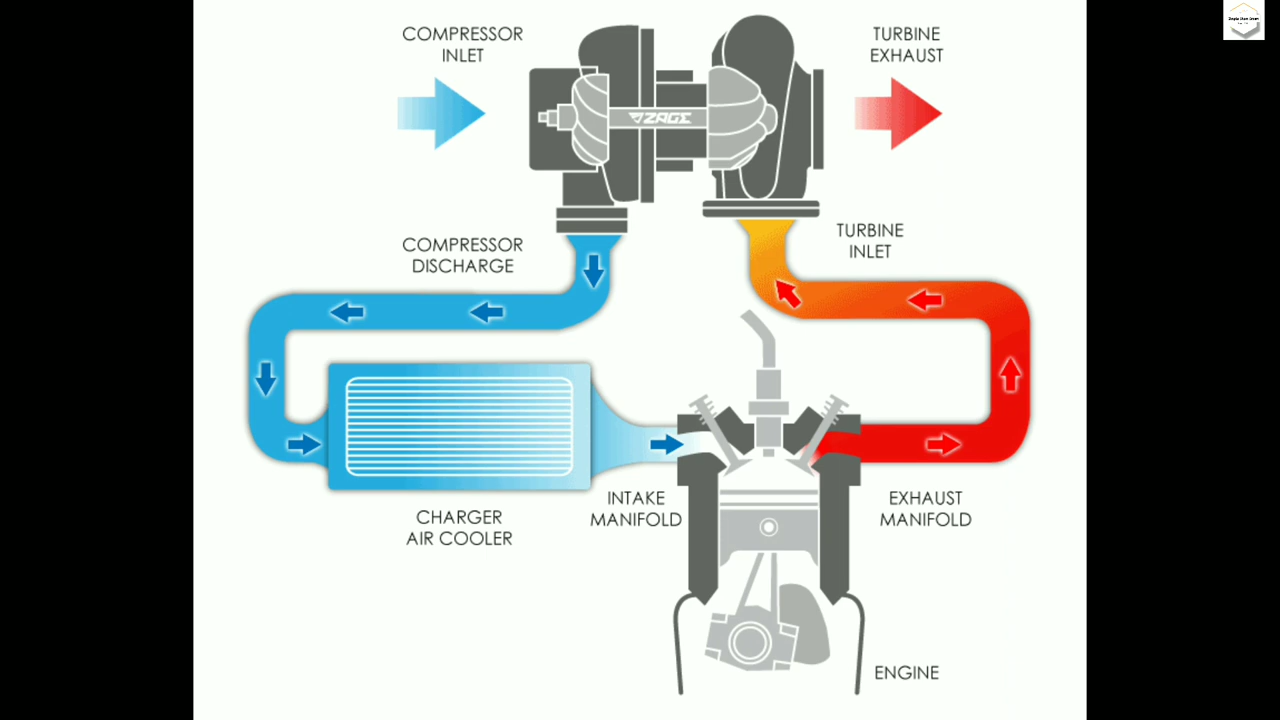 COMPRESSOR
INLET
TURBINE
EXHAUST
ZAGE
COMPRESSOR
DISCHARGE
TURBINE
INLET
CHARGER
AIR COOLER
INTAKE
MANIFOLD
EXHAUST
MANIFOLD
ENGINE